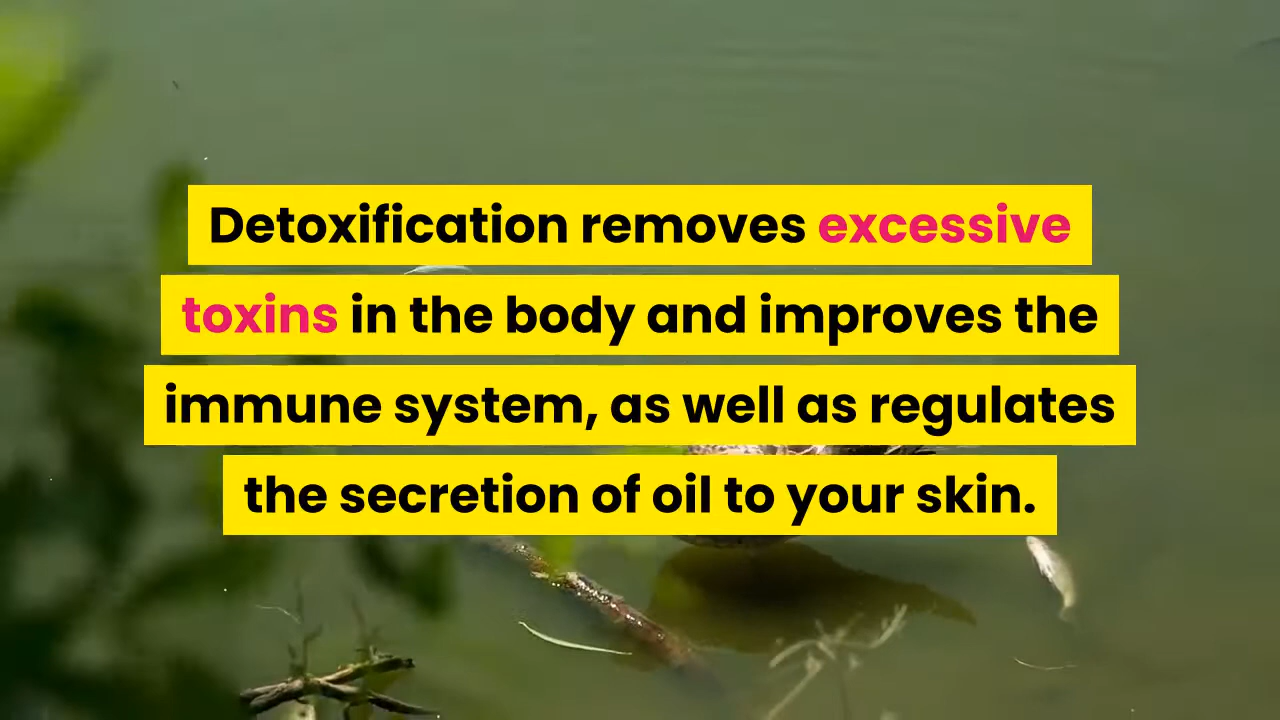 Detoxification removes excessive
toxins in the body and improves the
immune system, as well as regulates
the secretion of oil to your skin.